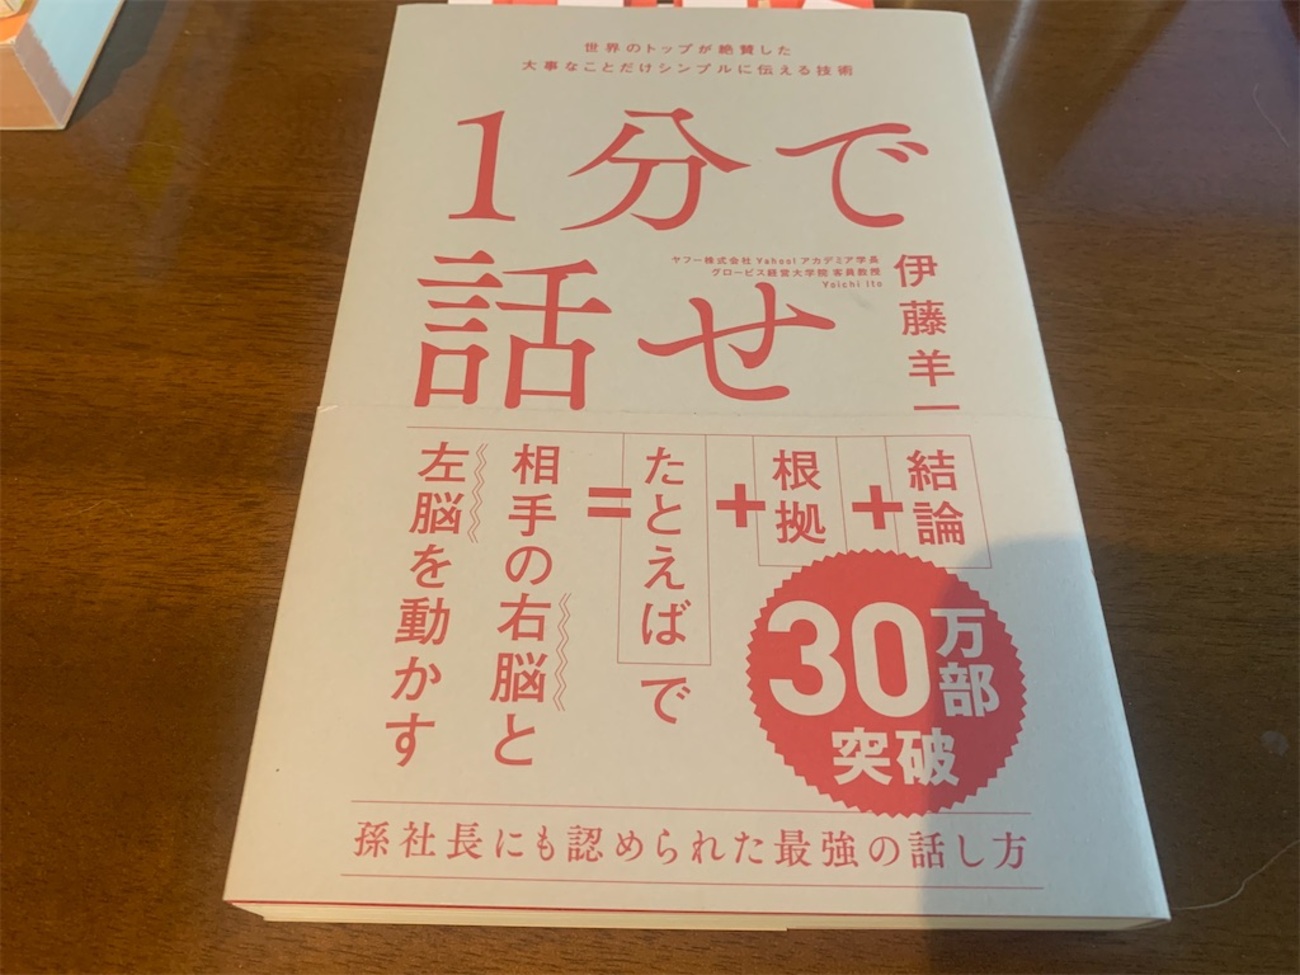 世界のトップが絶賛した
大事なことだけシンプルに伝える技術
1分で
話せ
ヤフー株式会社 Yahoo!アカデミア学長
グロービス経営大学院 客員教授
Yoichi Ito
伊藤羊一
結論
+
根拠
+
たとえばで
=
相手の右脳と
左脳を動かす
30万部
突破
孫社長にも認められた最強の話し方